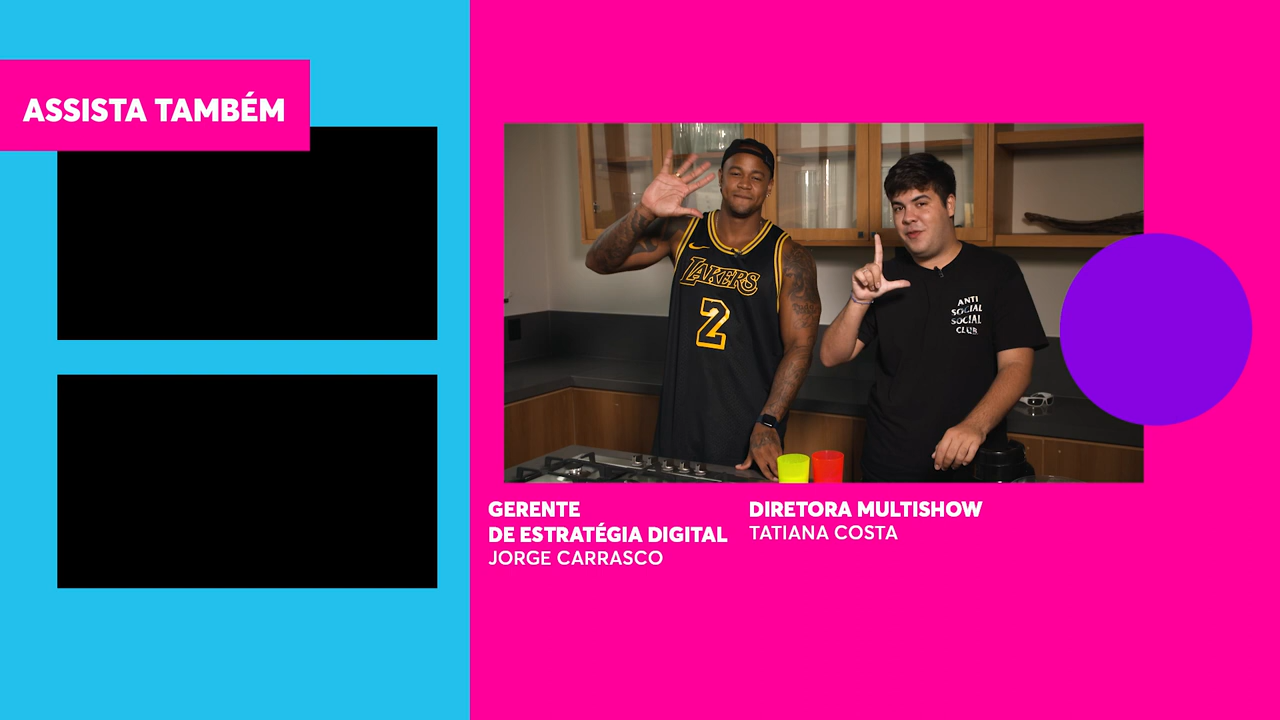 ASSISTA TAMBÉM
LAKERS
2
ANTI
SOCIAL
SOCIAL
CLUB
GERENTE
DE ESTRATÉGIA DIGITAL
JORGE CARRASCO
DIRETORA MULTISHOW
TATIANA COSTA